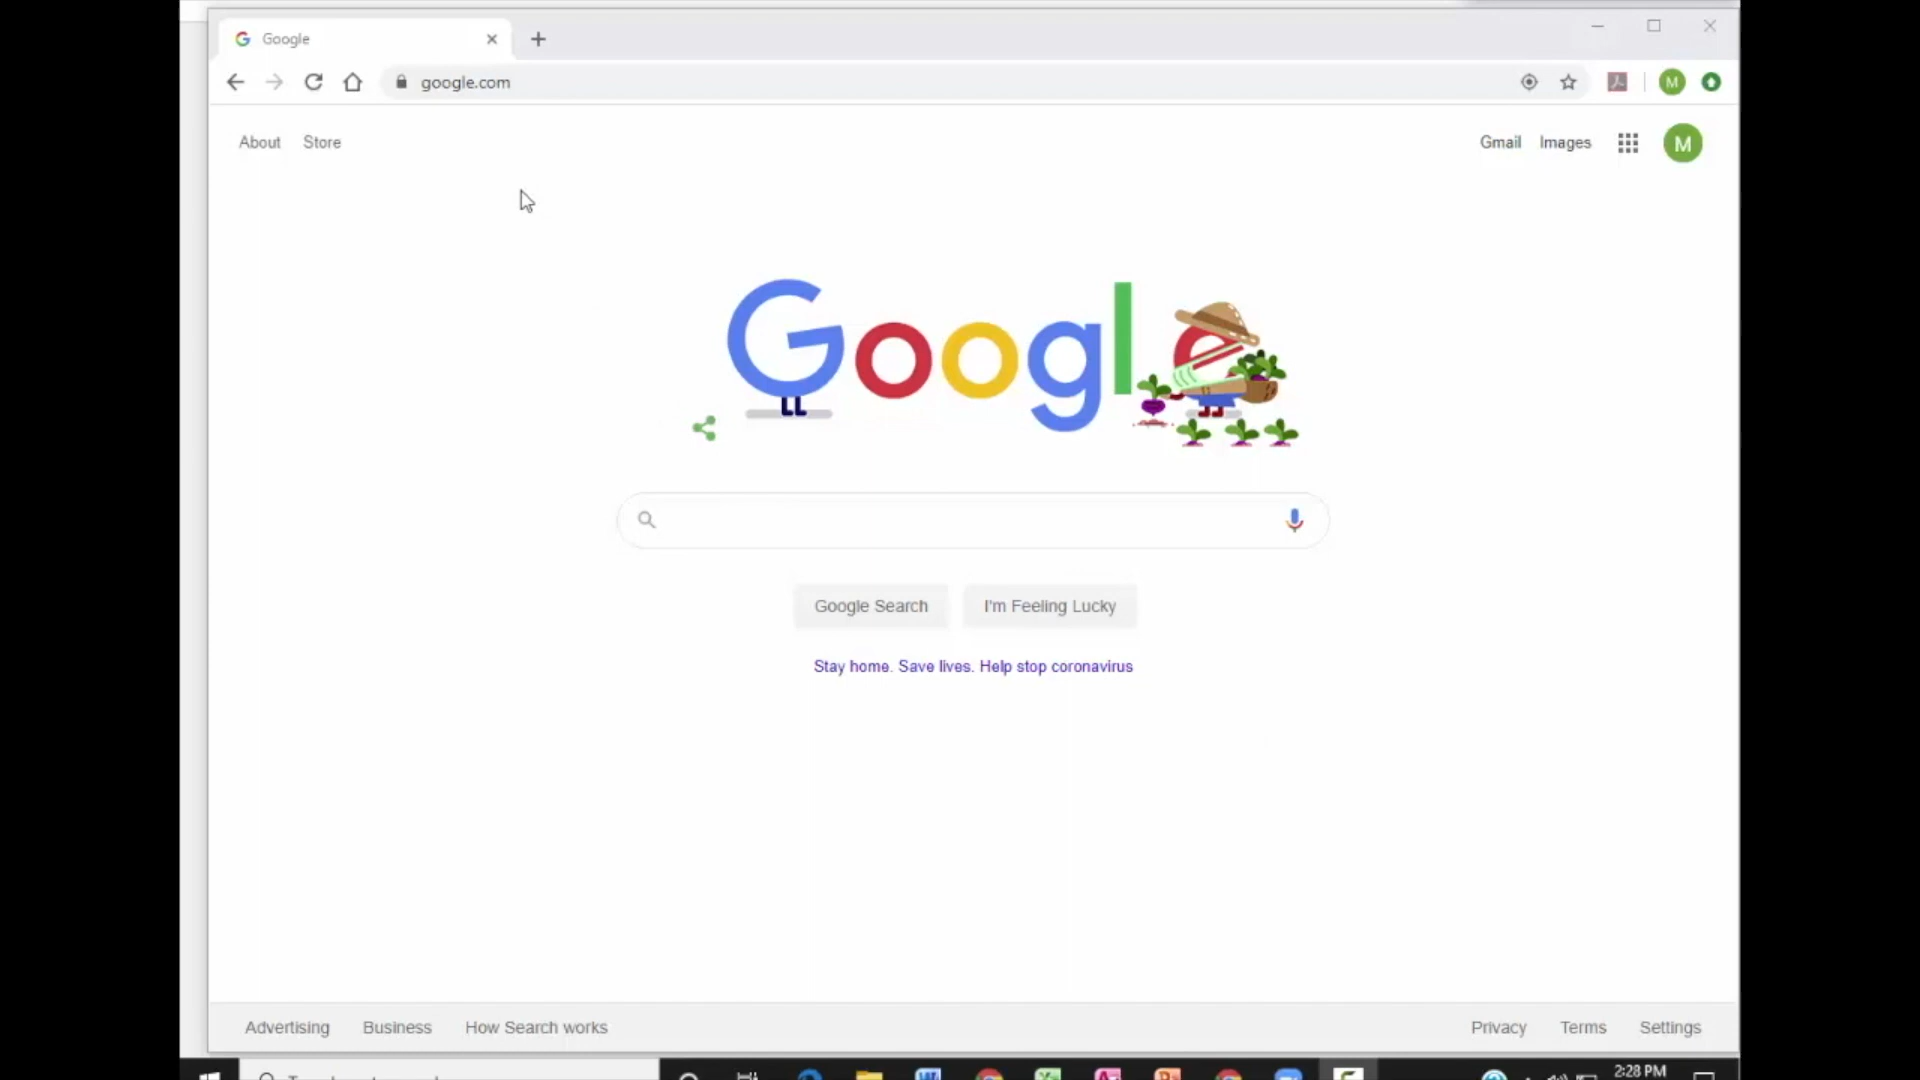 Google
google.com
About Store
Gmail Images M
M
Google
Google Search
I'm Feeling Lucky
Stay home. Save lives. Help stop coronavirus
Advertising Business How Search works
Privacy Terms Settings
2:28 PM